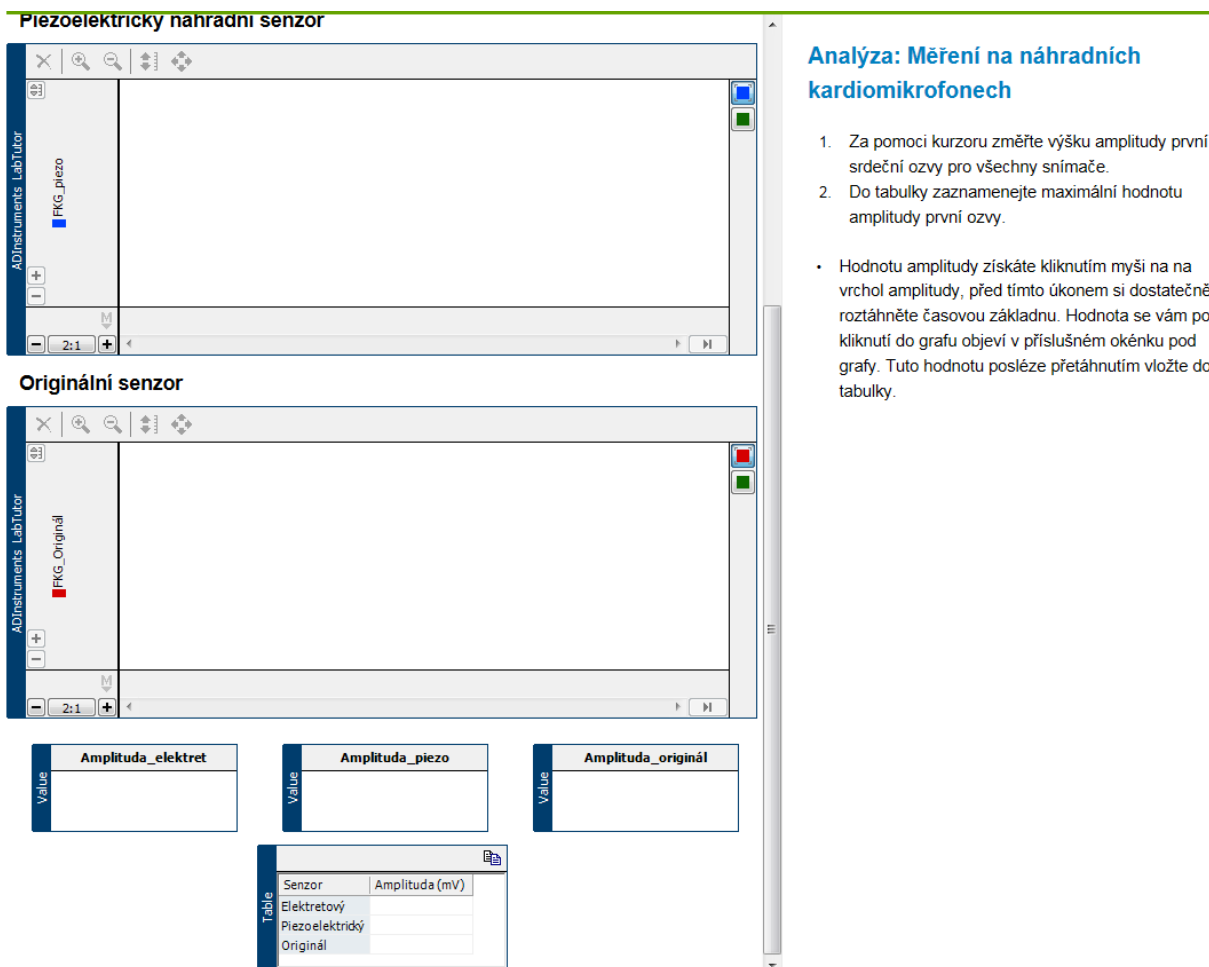 Piezoelektrický náhradní senzor
ADInstruments LabTutor
FKG_piezo
M
2:1
Originální senzor
ADInstruments LabTutor
FKG_Originál
M
2:1
Value
Amplituda_elektret
Value
Amplituda_piezo
Value
Amplituda_originál
Table
Senzor Amplituda (mV)
Elektretový
Piezoelektridký
Originál
Analýza: Měření na náhradních
kardiomikrofonech
1. Za pomoci kurzoru změřte výšku amplitudy první
srdeční ozvy pro všechny snímače.
2. Do tabulky zaznamenejte maximální hodnotu
amplitudy první ozvy.
• Hodnotu amplitudy získáte kliknutím myši na na
vrchol amplitudy, před tímto úkonem si dostatečně
roztáhněte časovou základnu. Hodnota se vám po
kliknutí do grafu objeví v příslušném okénku pod
grafy. Tuto hodnotu posléze přetáhnutím vložte do
tabulky.